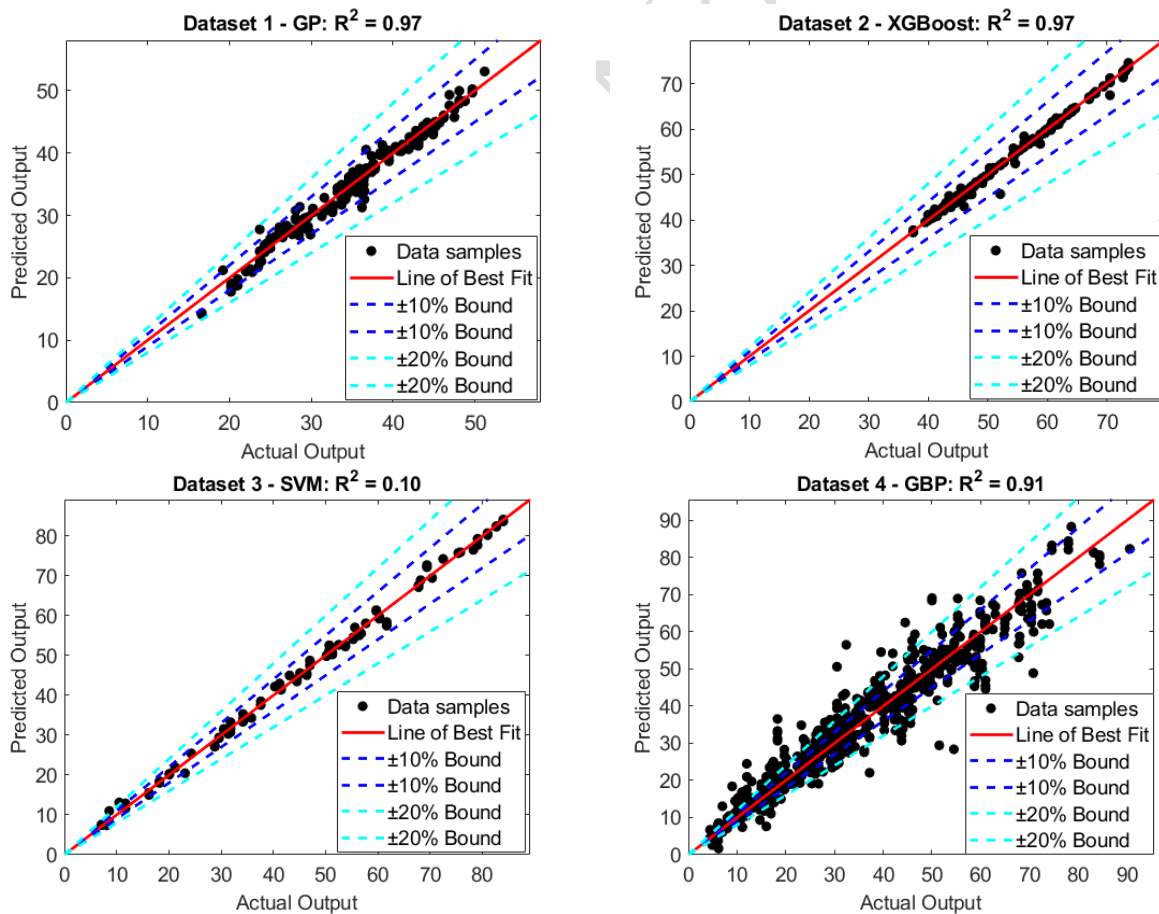 Dataset 1 - GP: R² = 0.97
50
40
30
20
10
0
Predicted Output
0 10 20 30 40 50
Actual Output
Data samples
Line of Best Fit
±10% Bound
±10% Bound
±20% Bound
±20% Bound
Dataset 2 - XGBoost: R² = 0.97
70
60
50
40
30
20
10
0
Predicted Output
0 10 20 30 40 50 60 70
Actual Output
Data samples
Line of Best Fit
±10% Bound
±10% Bound
±20% Bound
±20% Bound
Dataset 3 - SVM: R² = 0.10
80
70
60
50
40
30
20
10
0
Predicted Output
0 10 20 30 40 50 60 70 80
Actual Output
Data samples
Line of Best Fit
±10% Bound
±10% Bound
±20% Bound
±20% Bound
Dataset 4 - GBP: R² = 0.91
90
80
70
60
50
40
30
20
10
0
Predicted Output
0 10 20 30 40 50 60 70 80 90
Actual Output
Data samples
Line of Best Fit
±10% Bound
±10% Bound
±20% Bound
±20% Bound